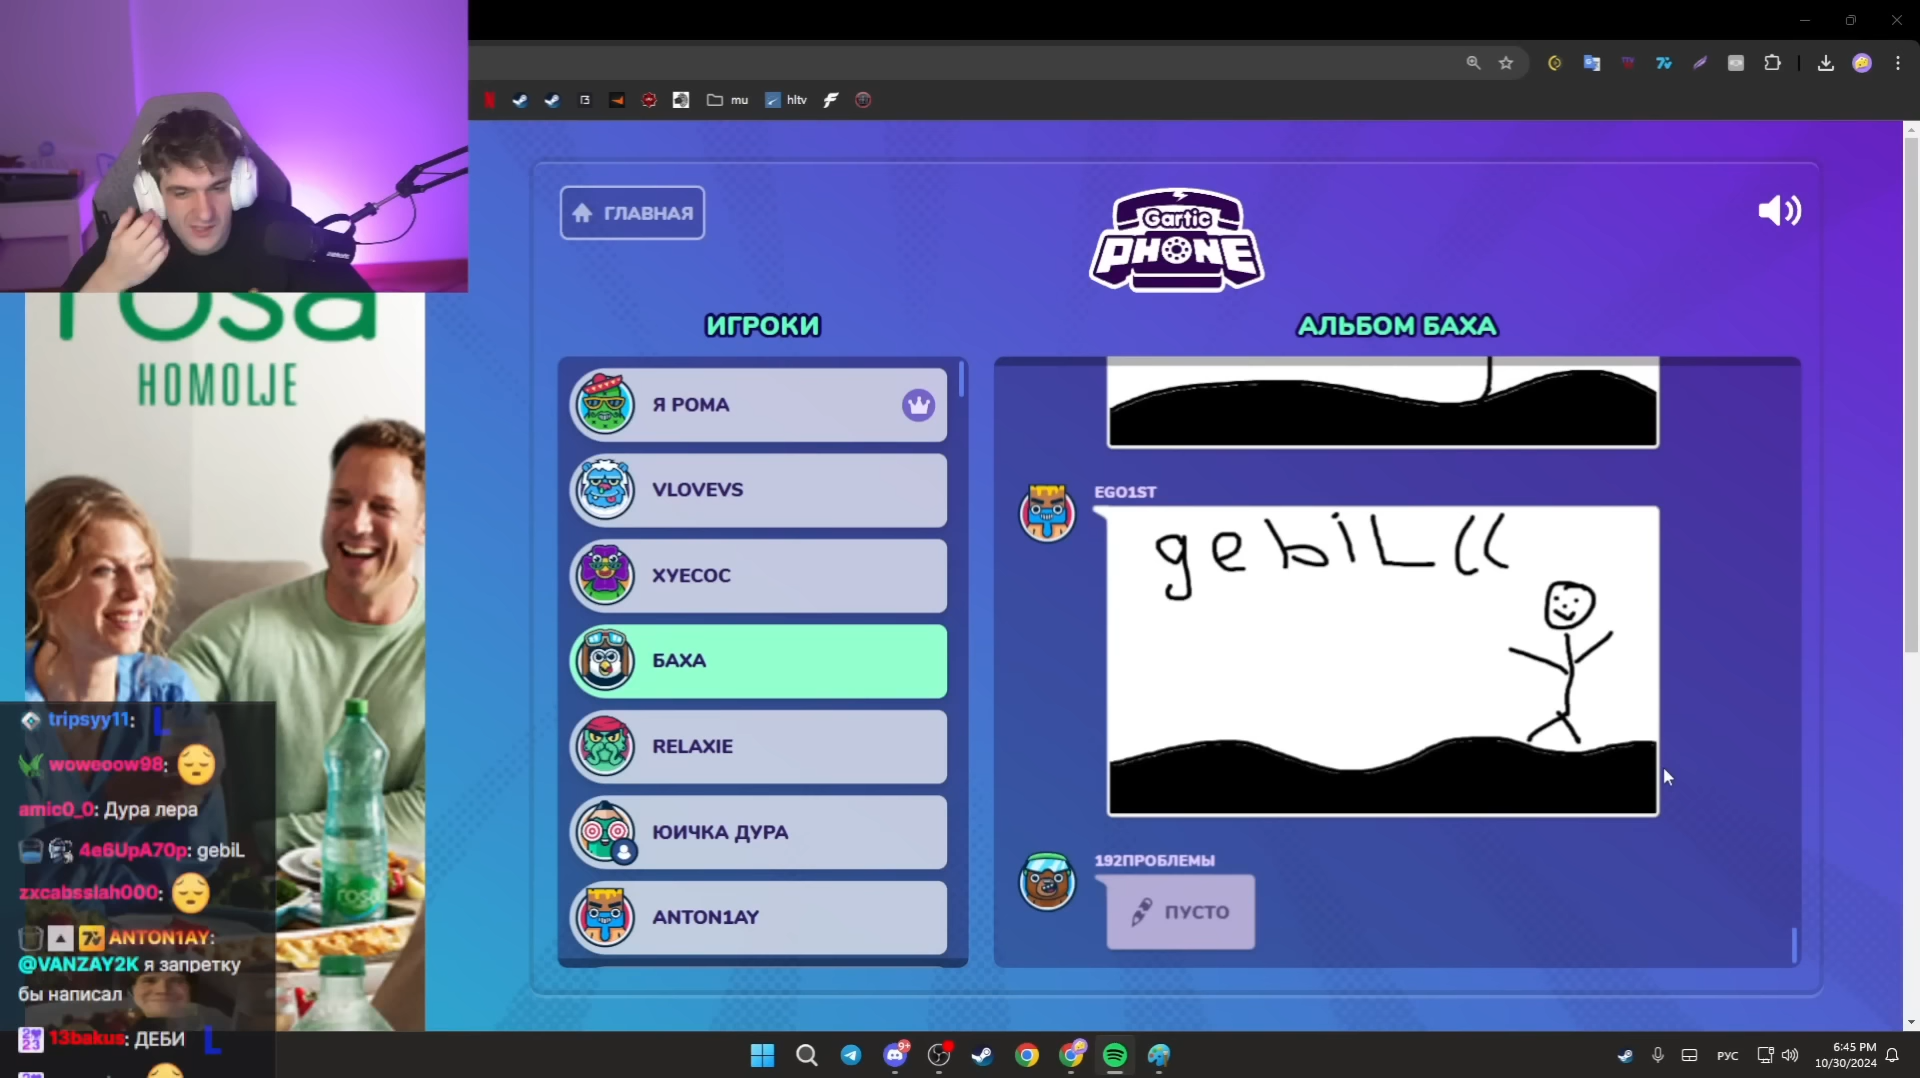 mu
hltv
ГЛАВНАЯ
Gartic
PHONE
ИГРОКИ
АЛЬБОМ БАХА
Я РОМА
VLOVEVS
ХУЕСОС
БАХА
RELAXIE
ЮИЧКА ДУРА
ANTON1AY
EGO1ST
gebiL((
192ПРОБЛЕМЫ
ПУСТО
rosa
HOMOLJE
rosa
tripsyy11: L
woweoow98:
amic0_0: Дура лера
4e6UpA70p: gebiL
zxcabsslah000:
ANTON1AY:
@VANZAY2K я запретку
бы написал
13bakus: ДЕБИ L
РУС
6:45 PM
10/30/2024